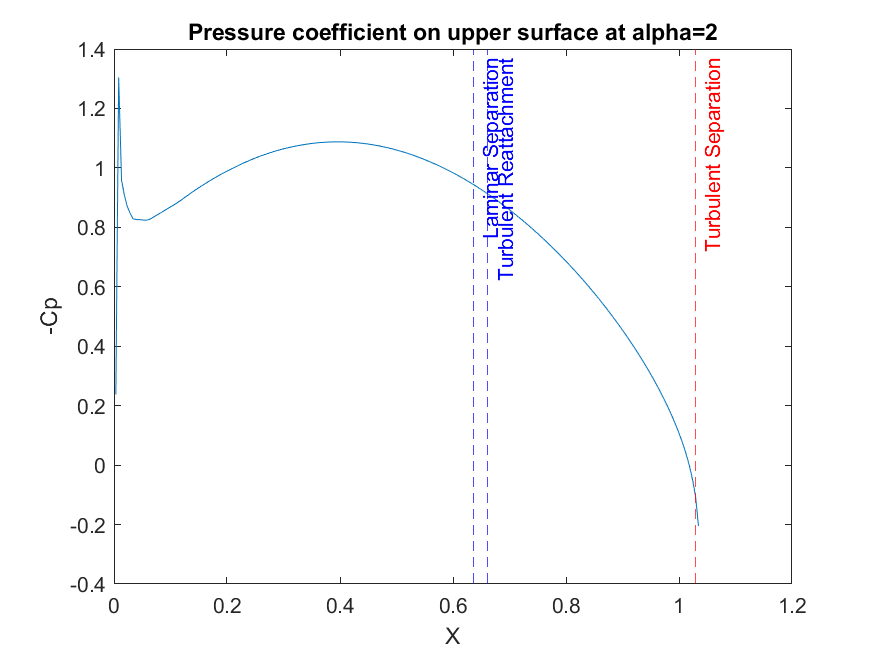 Pressure coefficient on upper surface at alpha=2
1.4
1.2
1
0.8
0.6
0.4
0.2
0
-0.2
-0.4
-Cp
Laminar Separation
Turbulent Reattachment
Turbulent Separation
0
0.2
0.4
0.6
0.8
1
1.2
X